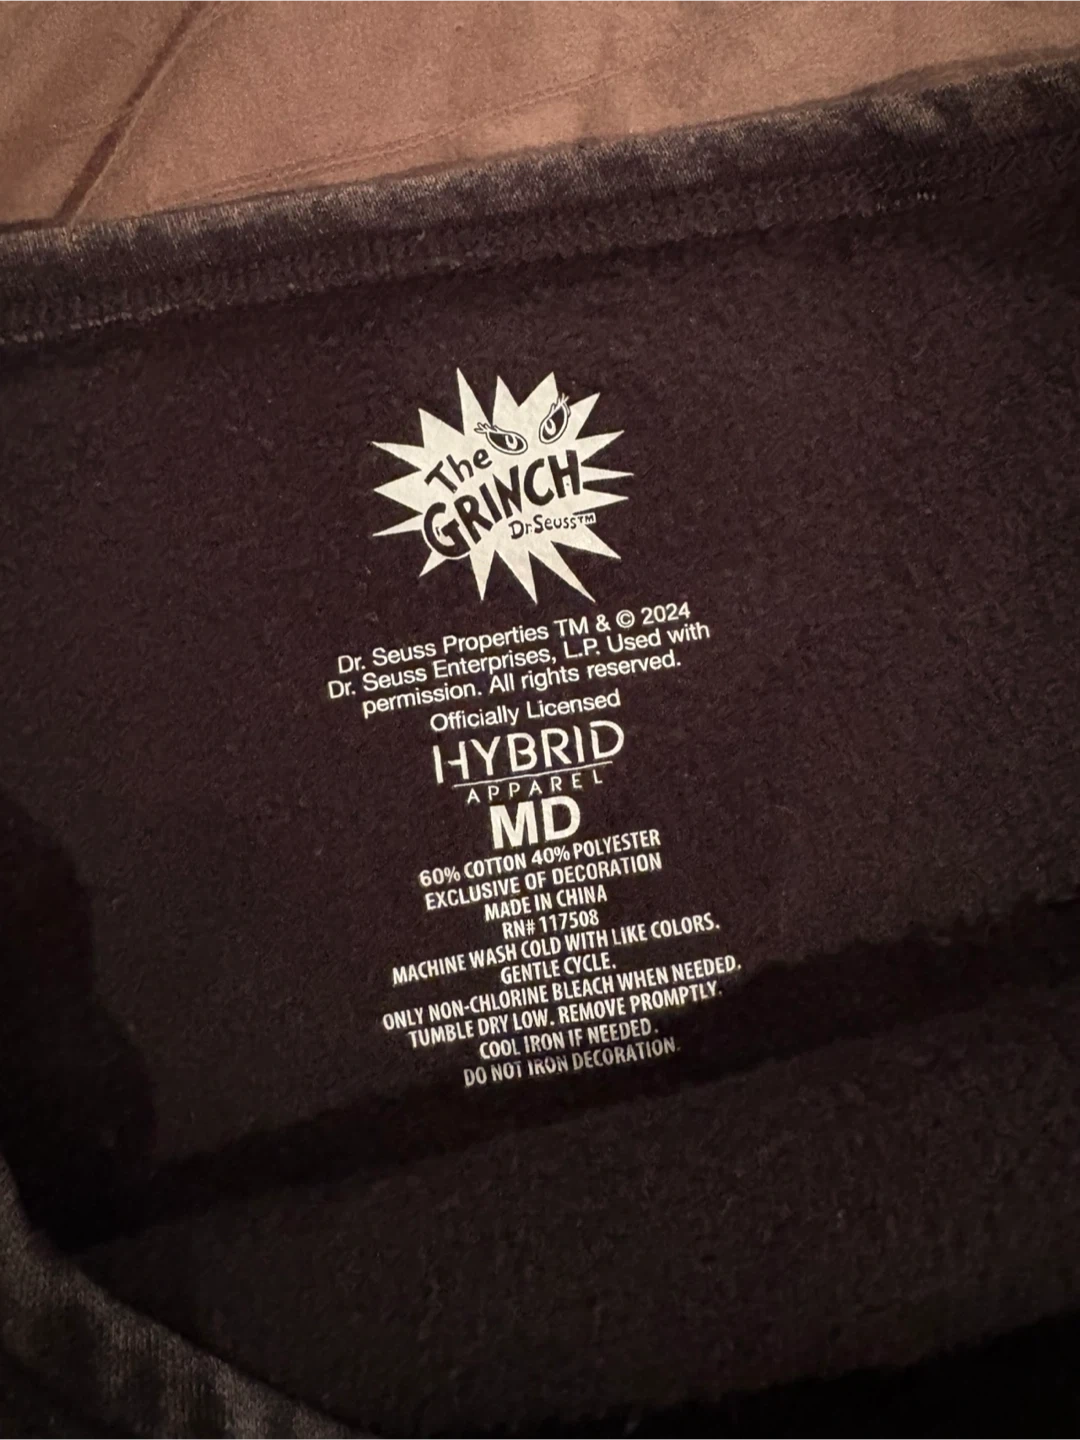 The
GRINCH
Dr. Seuss™
Dr. Seuss Properties TM & © 2024
Dr. Seuss Enterprises, L.P. Used with
permission. All rights reserved.
Officially Licensed
HYBRID
APPAREL
MD
60% COTTON 40% POLYESTER
EXCLUSIVE OF DECORATION
MADE IN CHINA
RN# 117508
MACHINE WASH COLD WITH LIKE COLORS.
GENTLE CYCLE.
ONLY NON-CHLORINE BLEACH WHEN NEEDED.
TUMBLE DRY LOW. REMOVE PROMPTLY.
COOL IRON IF NEEDED.
DO NOT IRON DECORATION.